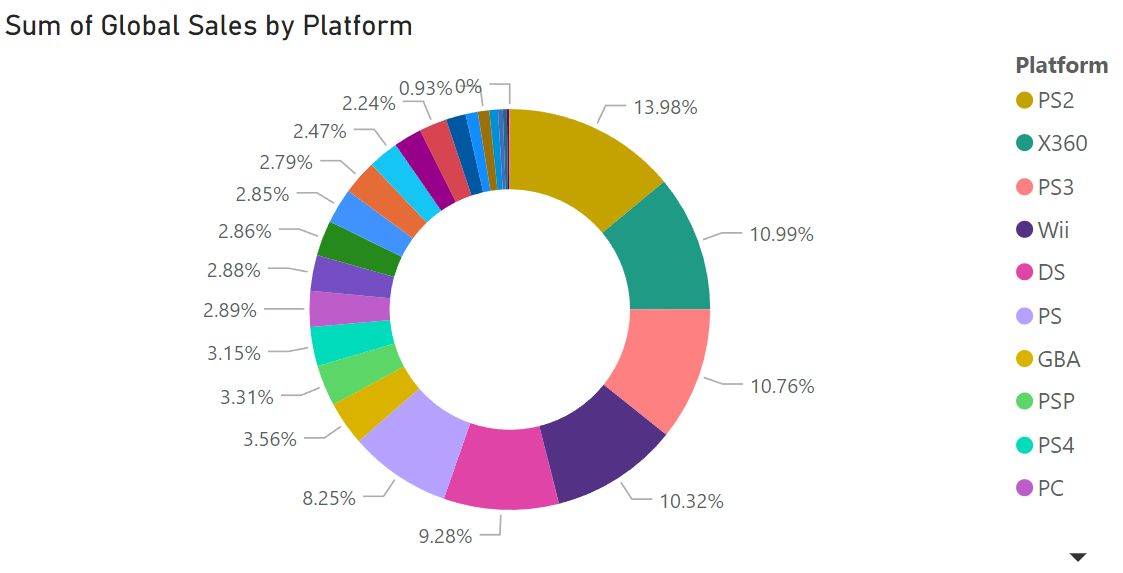 Sum of Global Sales by Platform
Platform
PS2
X360
PS3
Wii
DS
PS
GBA
PSP
PS4
PC
13.98%
10.99%
10.76%
10.32%
9.28%
8.25%
3.56%
3.31%
3.15%
2.89%
2.88%
2.86%
2.85%
2.79%
2.47%
2.24%
0.93%
0%